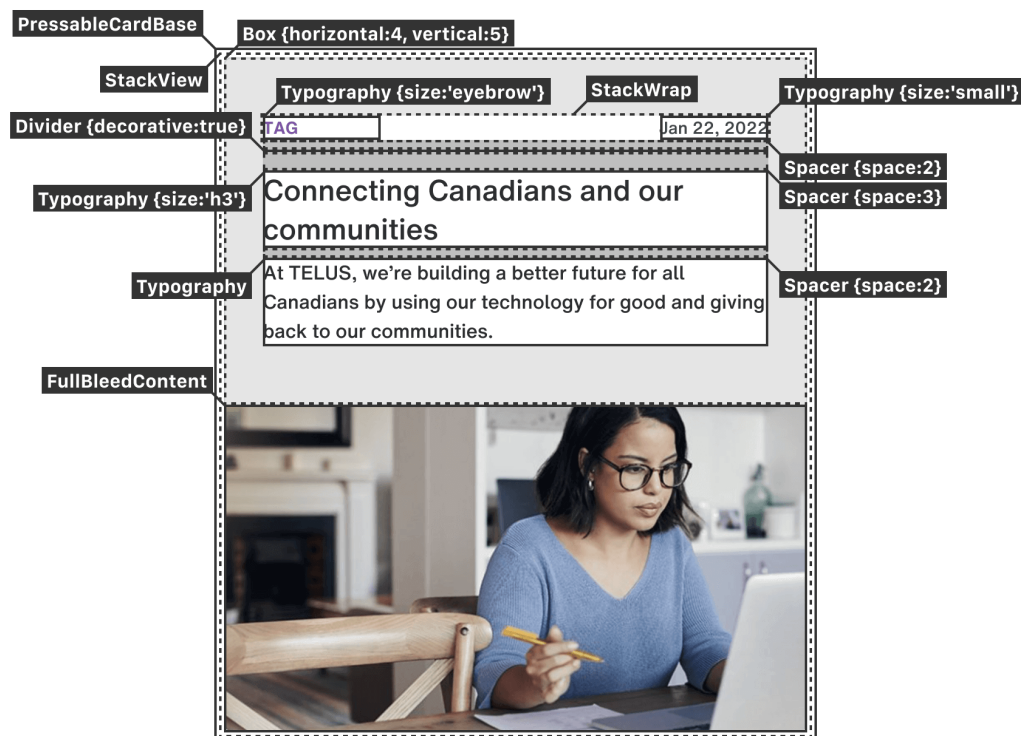 PressableCardBase
Box {horizontal:4, vertical:5}
StackView
Typography {size:'eyebrow'}
StackWrap
Typography {size:'small'}
Divider {decorative:true}
TAG
Jan 22, 2022
Spacer {space:2}
Typography {size:'h3'}
Connecting Canadians and our
communities
Spacer {space:3}
Typography
At TELUS, we’re building a better future for all
Canadians by using our technology for good and giving
back to our communities.
Spacer {space:2}
FullBleedContent